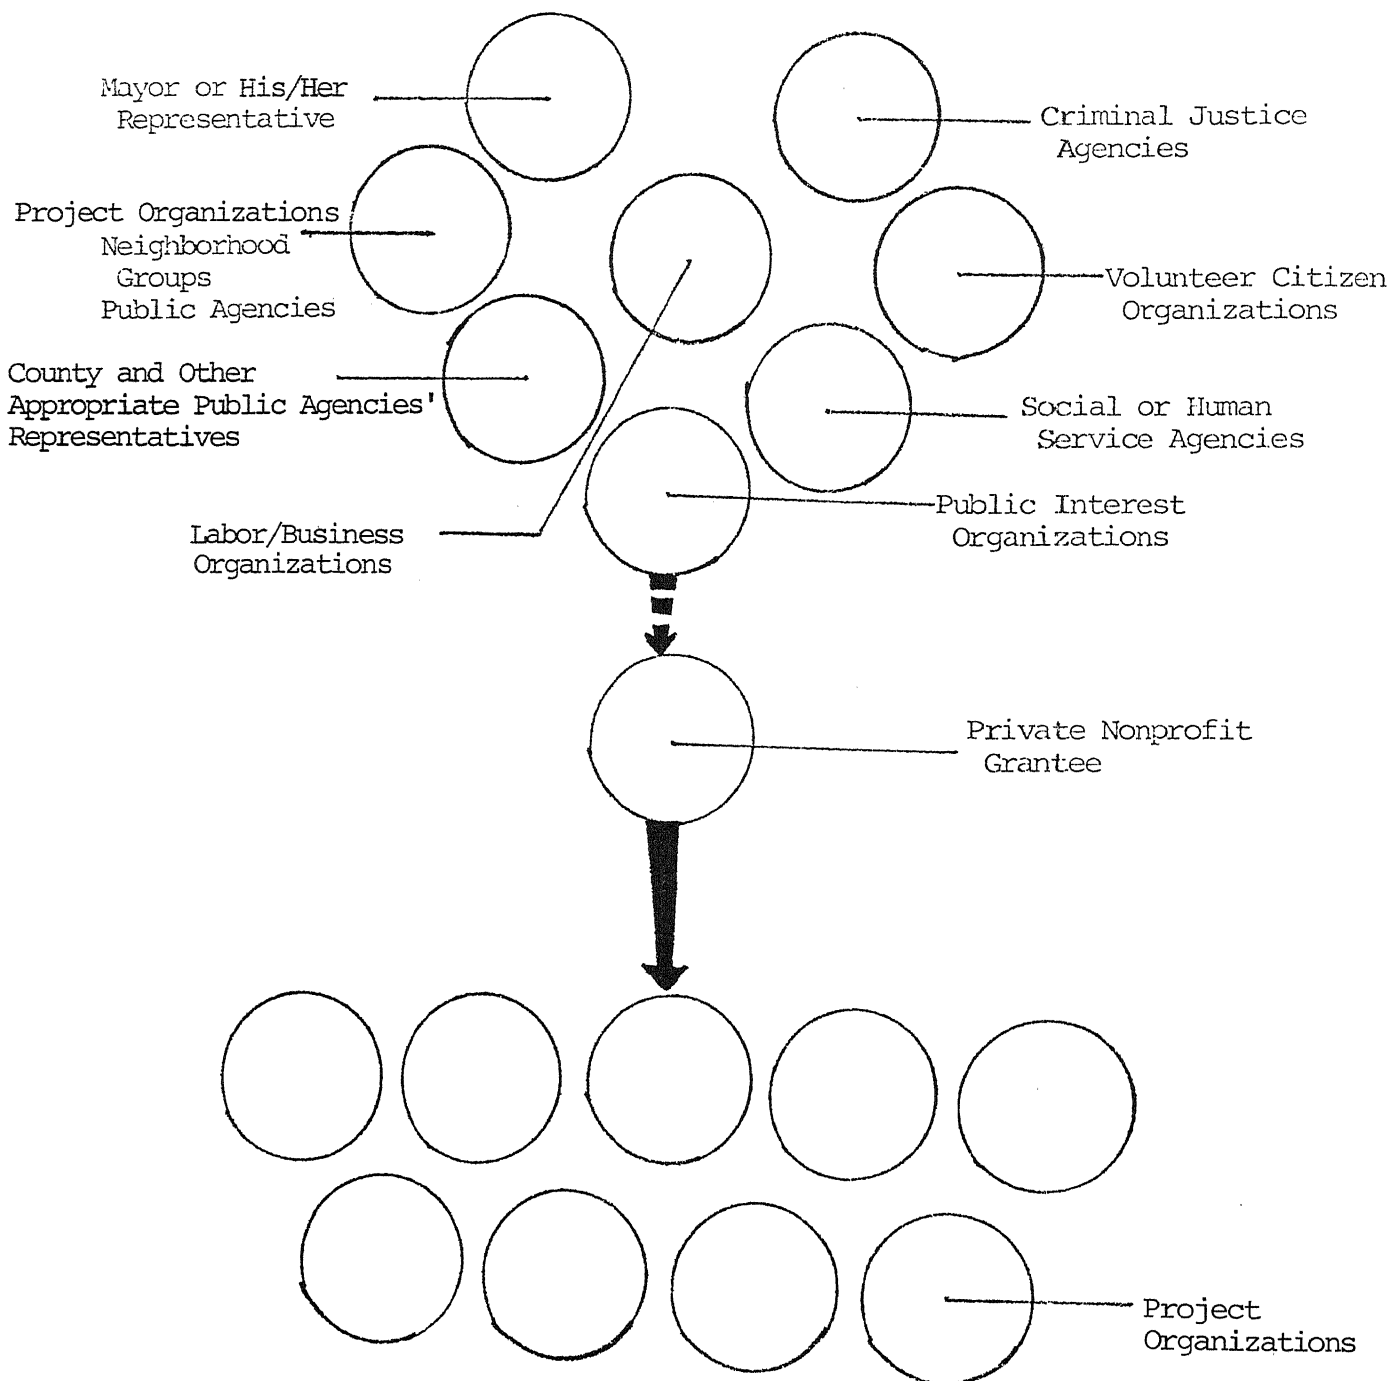 Mayor or His/Her
Representative
Criminal Justice
Agencies
Project Organizations
Neighborhood
Groups
Public Agencies
Volunteer Citizen
Organizations
County and Other
Appropriate Public Agencies'
Representatives
Social or Human
Service Agencies
Labor/Business
Organizations
Public Interest
Organizations
Private Nonprofit
Grantee
Project
Organizations